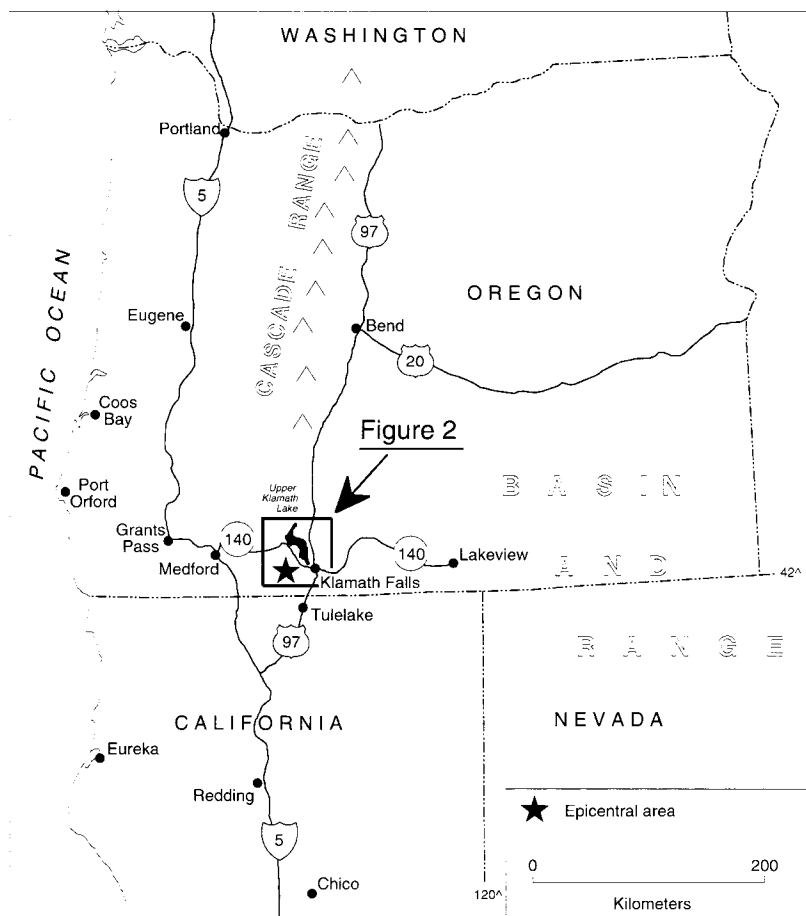 WASHINGTON
Portland
5
CASCADE RANGE
97
PACIFIC OCEAN
OREGON
Eugene
Bend
20
Coos
Bay
Figure 2
Port
Orford
Upper
Klamath
Lake
BASIN
Grants
Pass
140
140
Medford
Lakeview
AND
42^
Klamath Falls
Tulelake
97
RANGE
CALIFORNIA
NEVADA
Eureka
Redding
Epicentral area
5
0
200
Chico
120^
Kilometers